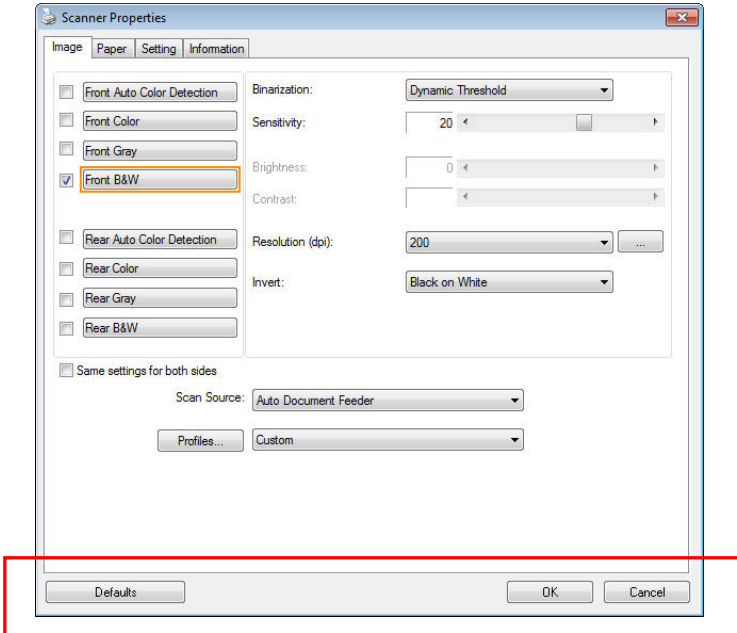 Scanner Properties
Image Paper Setting Information
Front Auto Color Detection
Front Color
Front Gray
Front B&W
Rear Auto Color Detection
Rear Color
Rear Gray
Rear B&W
Binarization: Dynamic Threshold
Sensitivity: 20
Brightness: 0
Contrast:
Resolution (dpi): 200 ...
Invert: Black on White
Same settings for both sides
Scan Source: Auto Document Feeder
Profiles... Custom
Defaults OK Cancel